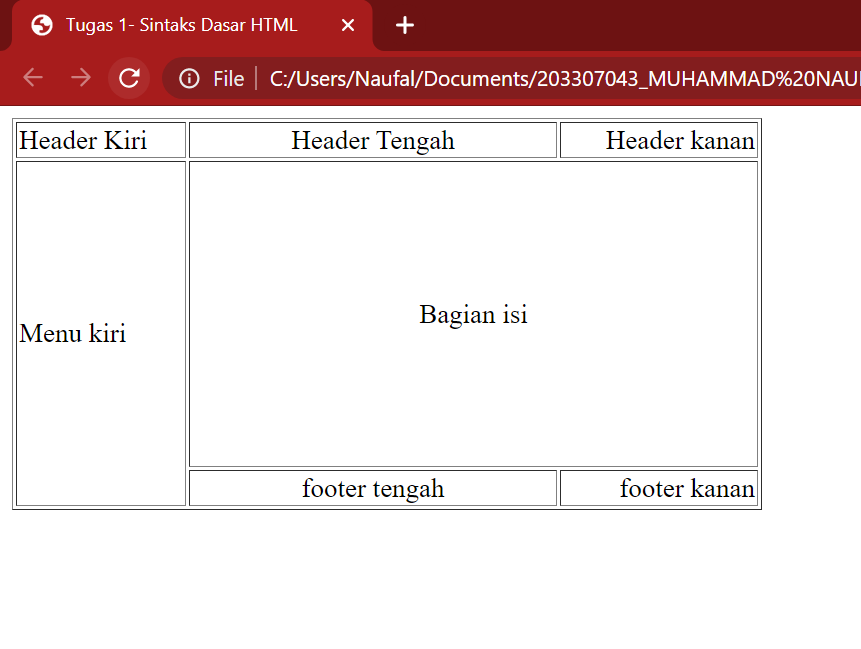 Tugas 1- Sintaks Dasar HTML
File
C:/Users/Naufal/Documents/203307043_MUHAMMAD%20NAU
Header Kiri
Header Tengah
Header kanan
Menu kiri
Bagian isi
footer tengah
footer kanan